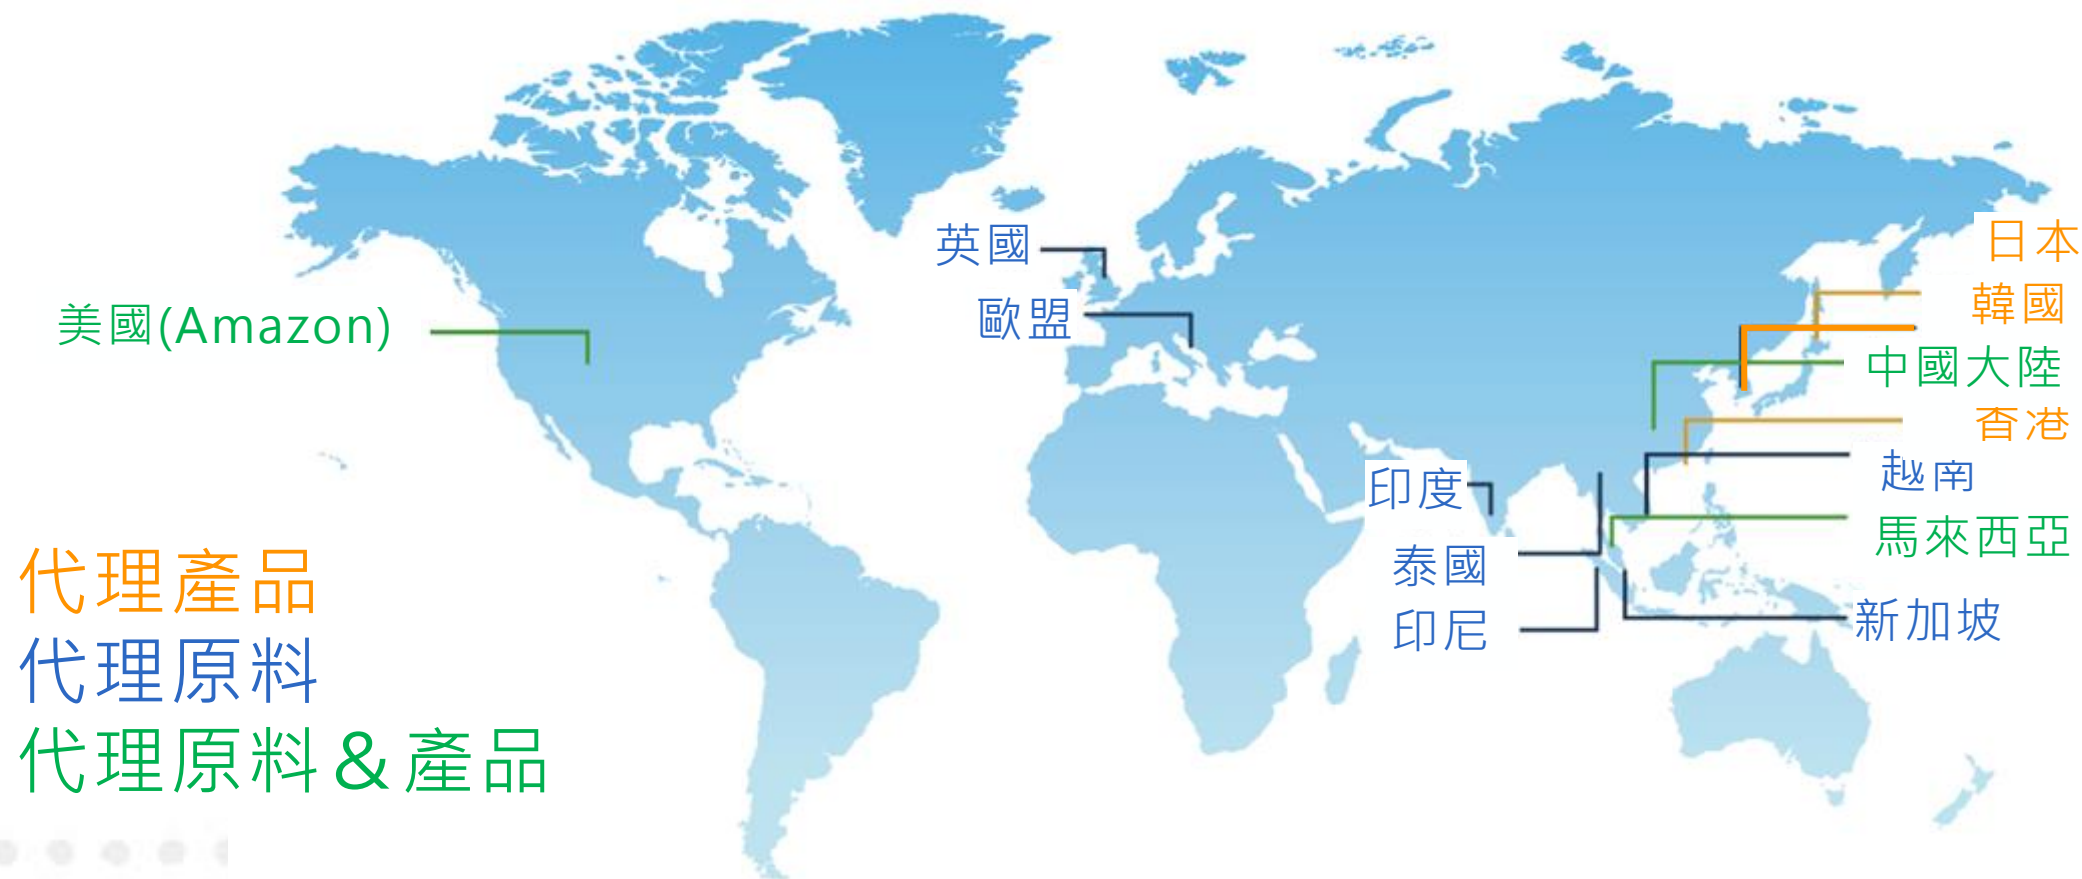 美國(Amazon)
英國
歐盟
日本
韓國
中國大陸
香港
越南
馬來西亞
新加坡
印度
泰國
印尼
代理產品
代理原料
代理原料&產品